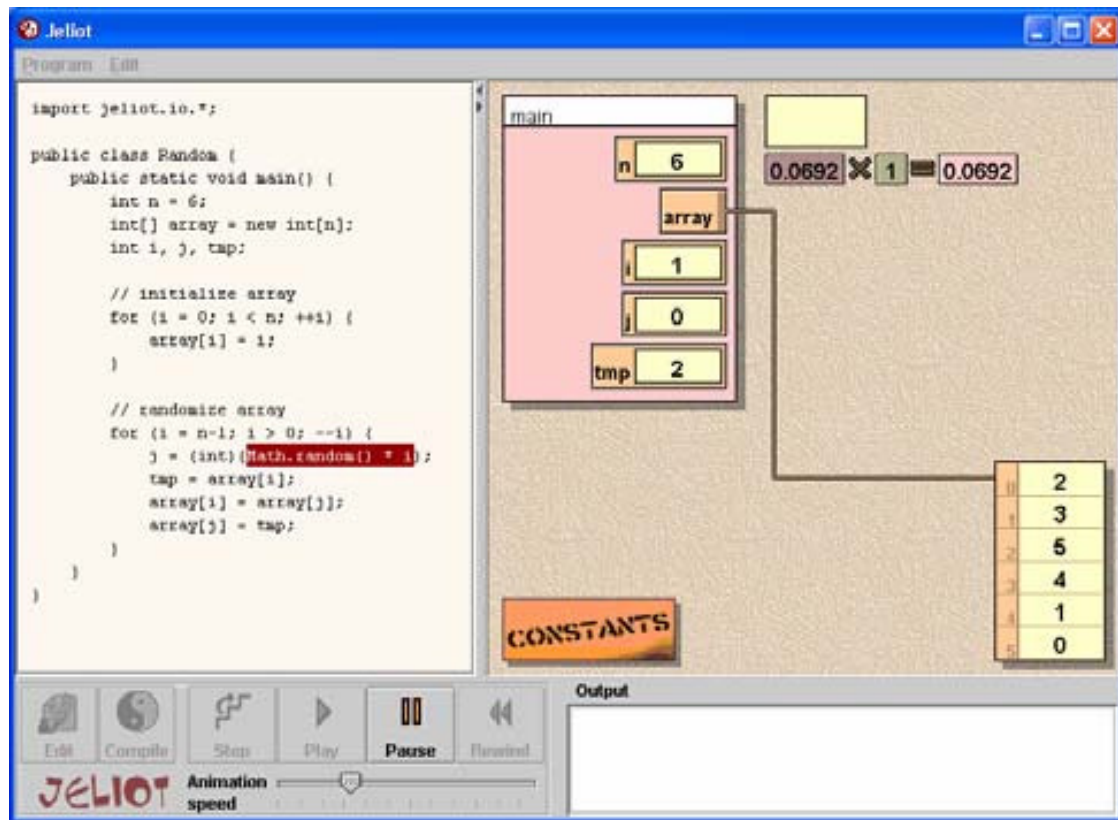 Jeliot
Program Edit
import jeliot.io.*;
public class Random {
public static void main() {
int n = 6;
int[] array = new int[n];
int i, j, tmp;
// initialize array
for (i = 0; i < n; ++i) {
array[i] = i;
}
// randomize array
for (i = n-1; i > 0; --i) {
j = (int)(Math.random() * i);
tmp = array[i];
array[i] = array[j];
array[j] = tmp;
}
}
}
main
n 6
array
i 1
j 0
tmp 2
0.0692 × 1 = 0.0692
0 2
1 3
2 5
3 4
4 1
5 0
CONSTANTS
Edit Compile Step Play Pause Rewind
JELIOT
Animation
speed
Output